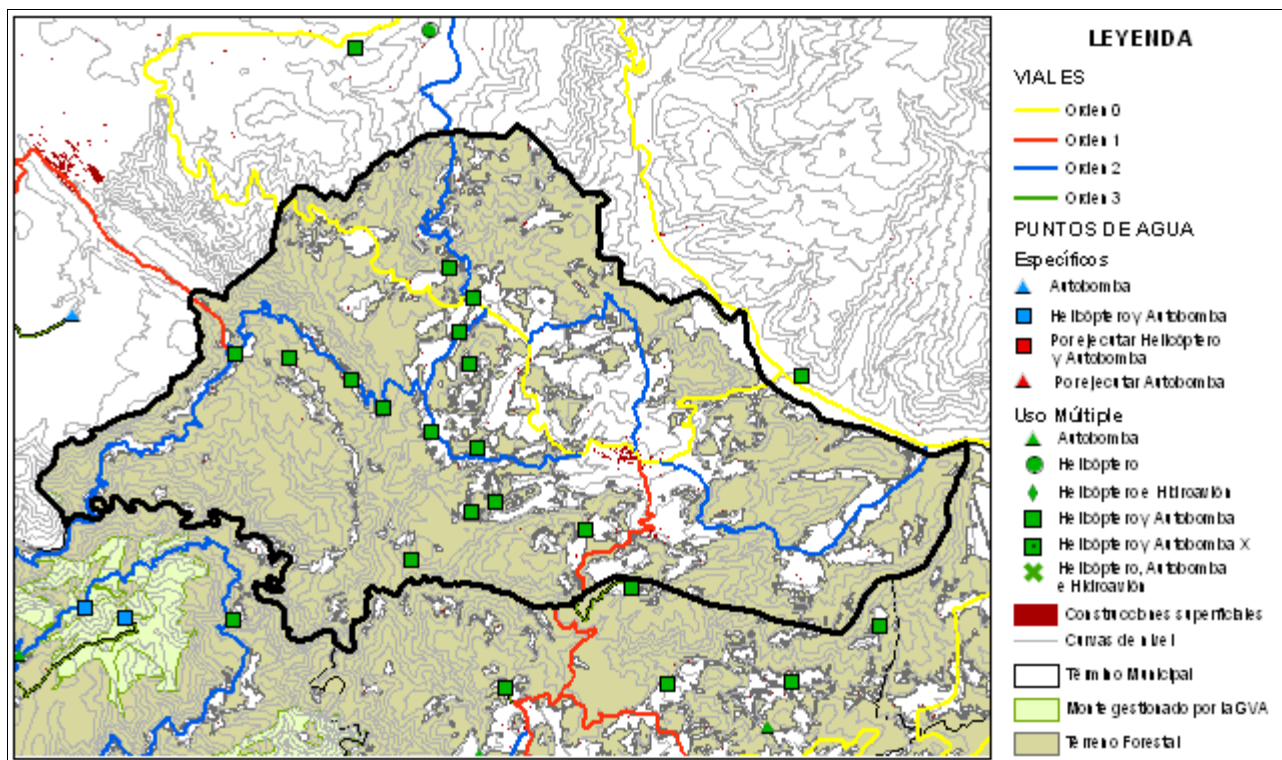 LEYENDA
VIALES
Orden 0
Orden 1
Orden 2
Orden 3
PUNTOS DE AGUA
Específicos
Autobomba
Helicóptero y Autobomba
Por ejecutar Helicóptero
y Autobomba
Por ejecutar Autobomba
Uso Múltiple
Autobomba
Helicóptero
Helicóptero e Hidroavión
Helicóptero y Autobomba
Helicóptero y Autobomba X
Helicóptero, Autobomba
e Hidroavión
Construcciones superficiales
Curvas de nivel
Término Municipal
Monte gestionado por la GVA
Terreno Forestal